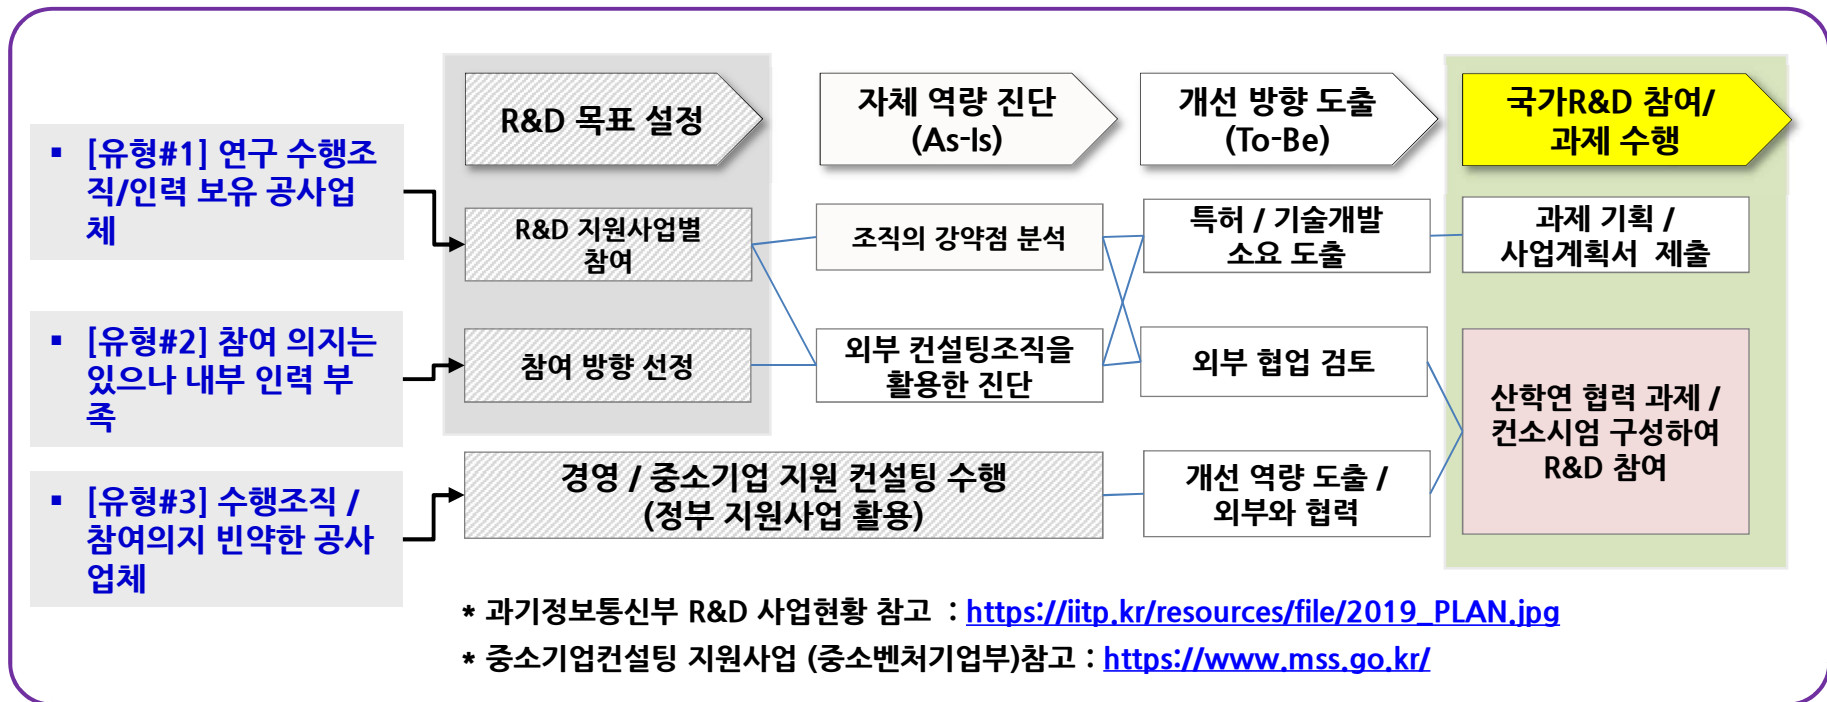 R&D 목표 설정
자체 역량 진단
(As-Is)
개선 방향 도출
(To-Be)
국가R&D 참여/
과제 수행
▪ [유형#1] 연구 수행조
직/인력 보유 공사업
체
R&D 지원사업별
참여
조직의 강약점 분석
특허 / 기술개발
소요 도출
과제 기획 /
사업계획서 제출
▪ [유형#2] 참여 의지는
있으나 내부 인력 부
족
참여 방향 선정
외부 컨설팅조직을
활용한 진단
외부 협업 검토
산학연 협력 과제 /
컨소시엄 구성하여
R&D 참여
▪ [유형#3] 수행조직 /
참여의지 빈약한 공사
업체
경영 / 중소기업 지원 컨설팅 수행
(정부 지원사업 활용)
개선 역량 도출 /
외부와 협력
* 과기정보통신부 R&D 사업현황 참고 : https://iitp.kr/resources/file/2019_PLAN.jpg
* 중소기업컨설팅 지원사업 (중소벤처기업부)참고 : https://www.mss.go.kr/